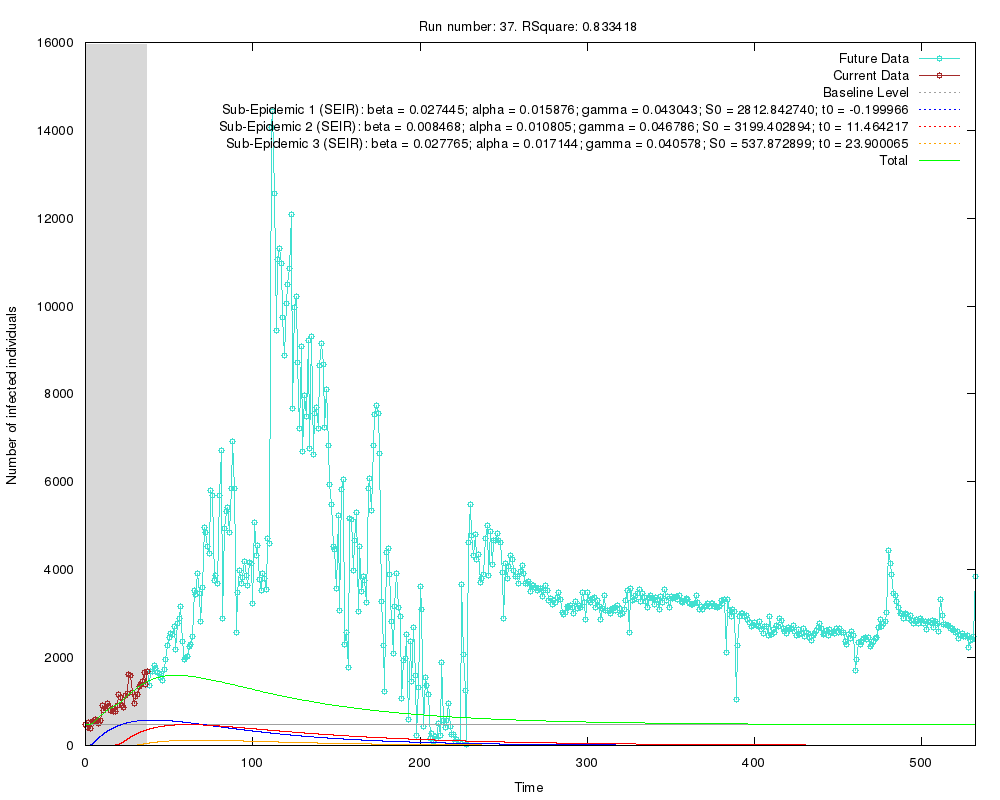 Run number: 37. RSquare: 0.833418
16000
14000
12000
10000
8000
6000
4000
2000
0
Number of infected individuals
Future Data
Current Data
Baseline Level
Sub-Epidemic 1 (SEIR): beta = 0.027445; alpha = 0.015876; gamma = 0.043043; S0 = 2812.842740; t0 = -0.199966
Sub-Epidemic 2 (SEIR): beta = 0.008468; alpha = 0.010805; gamma = 0.046786; S0 = 3199.402894; t0 = 11.464217
Sub-Epidemic 3 (SEIR): beta = 0.027765; alpha = 0.017144; gamma = 0.040578; S0 = 537.872899; t0 = 23.900065
Total
0 100 200 300 400 500
Time